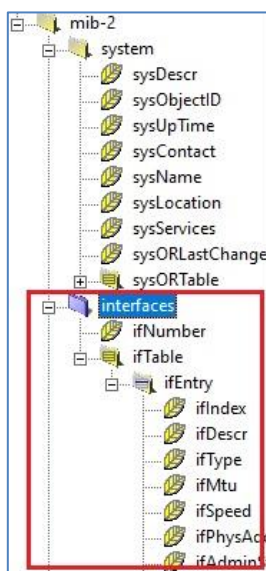 mib-2
system
sysDescr
sysObjectID
sysUpTime
sysContact
sysName
sysLocation
sysServices
sysORLastChange
sysORTable
interfaces
ifNumber
ifTable
ifEntry
ifIndex
ifDescr
ifType
ifMtu
ifSpeed